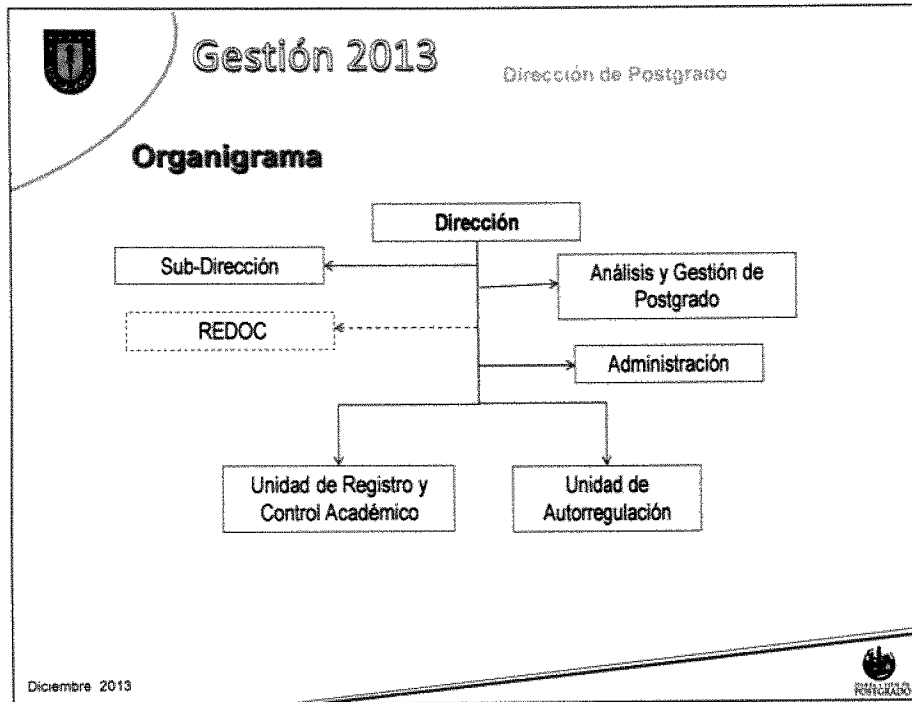 Gestión 2013
Dirección de Postgrado
Organigrama
Dirección
Sub-Dirección
Análisis y Gestión de
Postgrado
REDOC
Administración
Unidad de Registro y
Control Académico
Unidad de
Autorregulación
Diciembre 2013
POSTGRADO